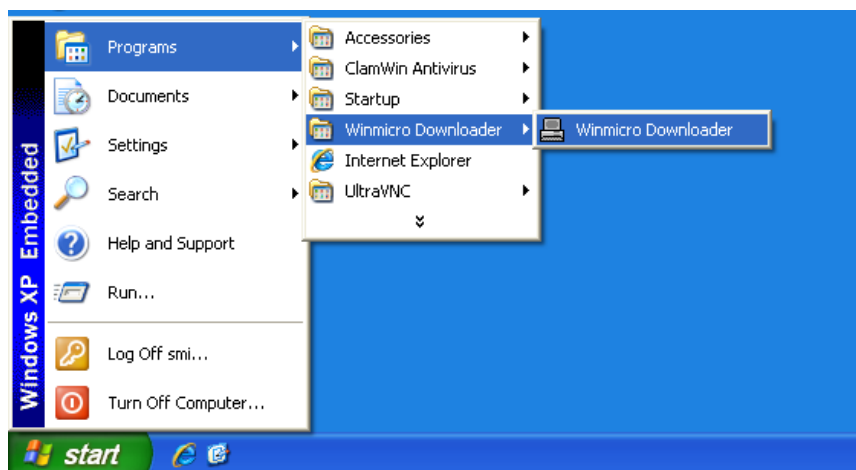 Windows XP Embedded
Programs
Documents
Settings
Search
Help and Support
Run...
Log Off smi...
Turn Off Computer...
Accessories
ClamWin Antivirus
Startup
Winmicro Downloader
Internet Explorer
UltraVNC
Winmicro Downloader
start